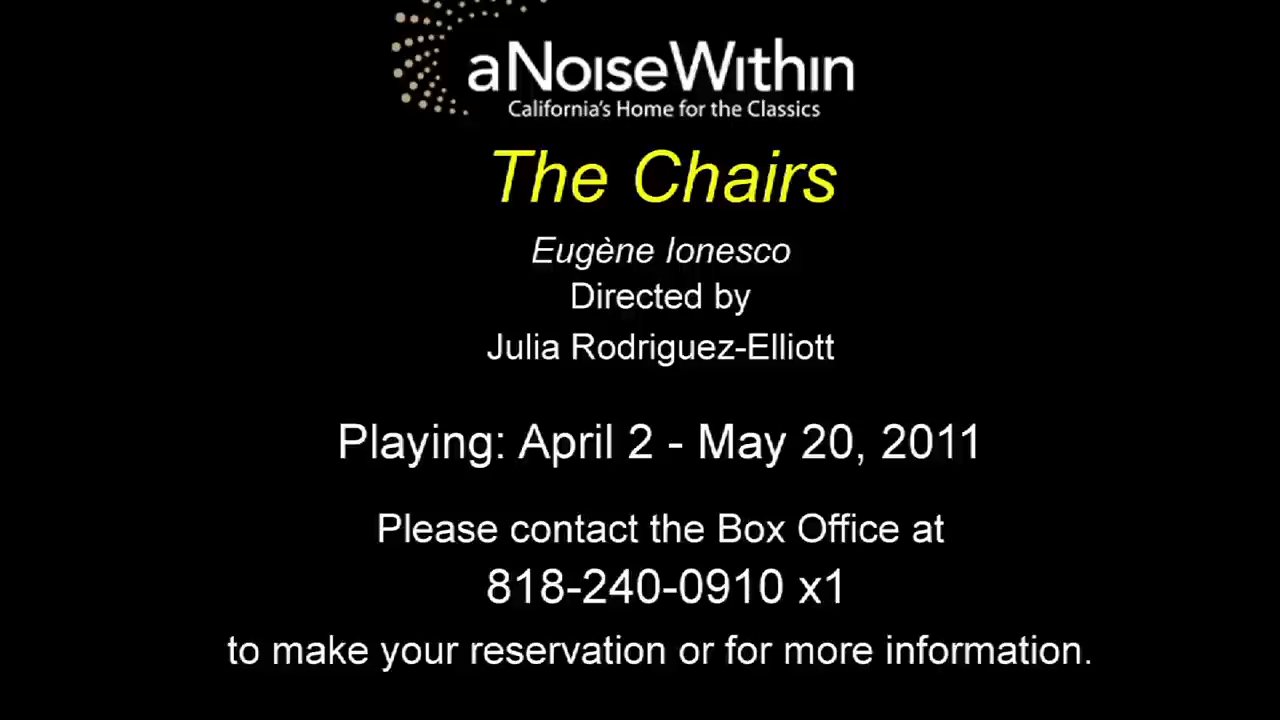 a NoiseWithin
California's Home for the Classics
The Chairs
Eugène Ionesco
Directed by
Julia Rodriguez-Elliott
Playing: April 2 - May 20, 2011
Please contact the Box Office at
818-240-0910 x1
to make your reservation or for more information.